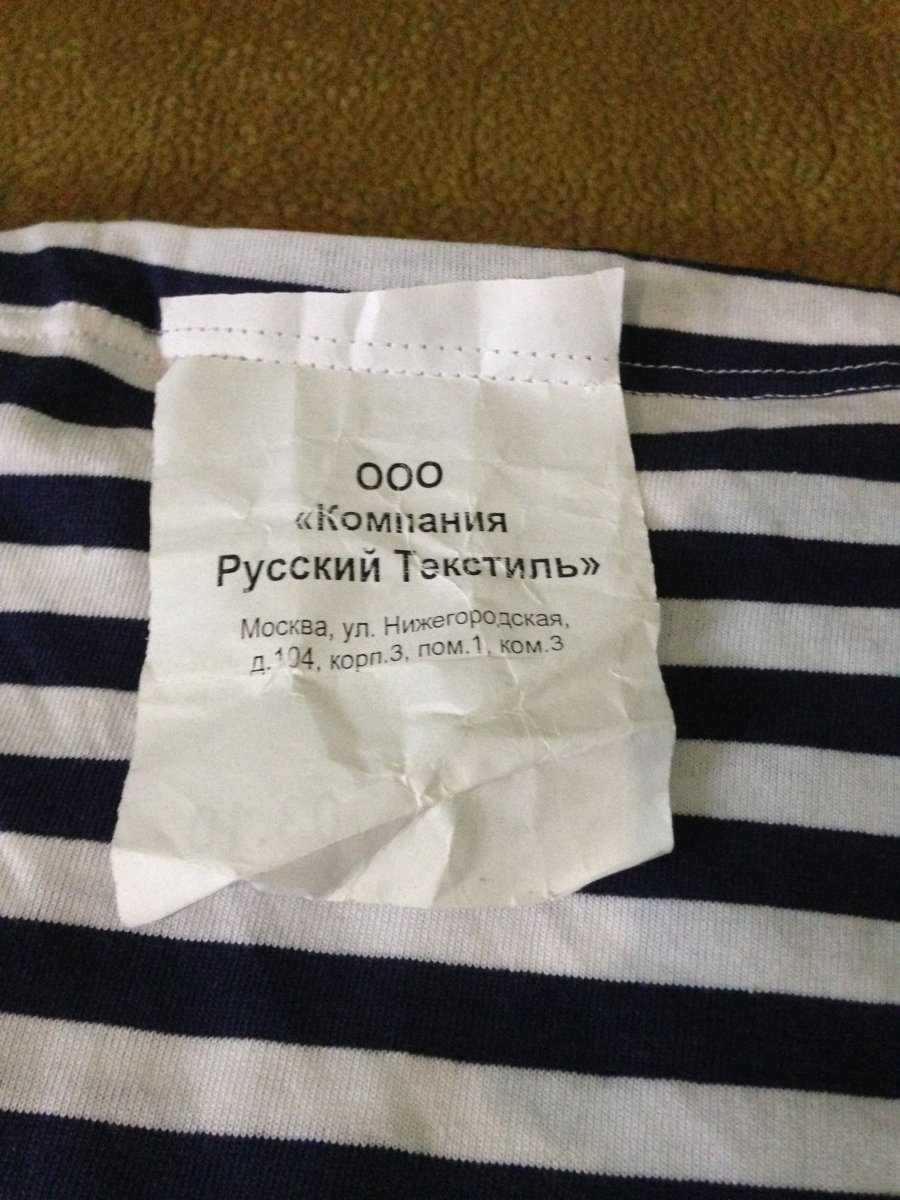 ООО
«Компания
Русский Текстиль»
Москва, ул. Нижегородская,
д.104, корп.3, пом.1, ком.3